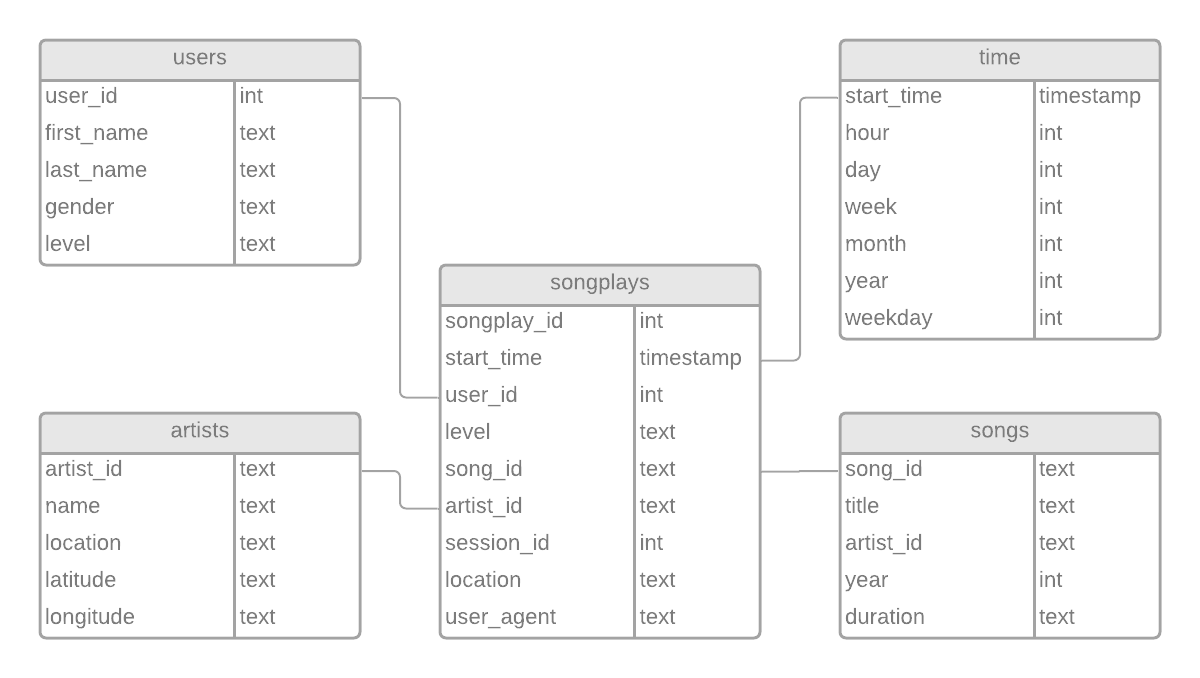 users
user_id int
first_name text
last_name text
gender text
level text
time
start_time timestamp
hour int
day int
week int
month int
year int
weekday int
songplays
songplay_id int
start_time timestamp
user_id int
level text
song_id text
artist_id text
session_id int
location text
user_agent text
artists
artist_id text
name text
location text
latitude text
longitude text
songs
song_id text
title text
artist_id text
year int
duration text